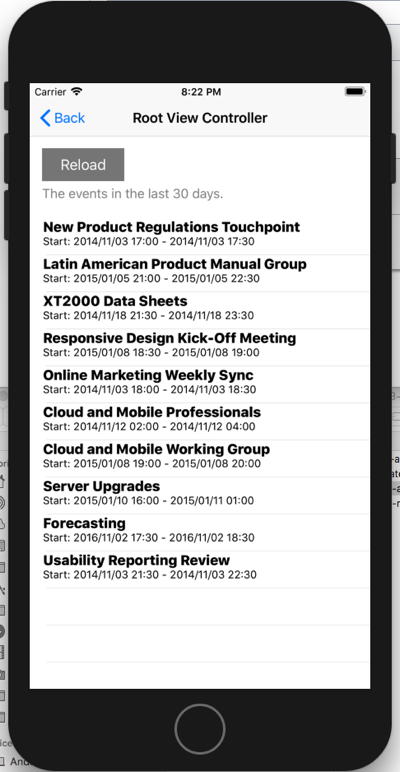 Carrier 8:22 PM
Back Root View Controller
Reload
The events in the last 30 days.
New Product Regulations Touchpoint
Start: 2014/11/03 17:00 - 2014/11/03 17:30
Latin American Product Manual Group
Start: 2015/01/05 21:00 - 2015/01/05 22:30
XT2000 Data Sheets
Start: 2014/11/18 21:30 - 2014/11/18 23:30
Responsive Design Kick-Off Meeting
Start: 2015/01/08 18:30 - 2015/01/08 19:00
Online Marketing Weekly Sync
Start: 2014/11/03 18:00 - 2014/11/03 18:30
Cloud and Mobile Professionals
Start: 2014/11/12 02:00 - 2014/11/12 04:00
Cloud and Mobile Working Group
Start: 2015/01/08 19:00 - 2015/01/08 20:00
Server Upgrades
Start: 2015/01/10 16:00 - 2015/01/11 01:00
Forecasting
Start: 2016/11/02 17:30 - 2016/11/02 18:30
Usability Reporting Review
Start: 2014/11/03 21:30 - 2014/11/03 22:30